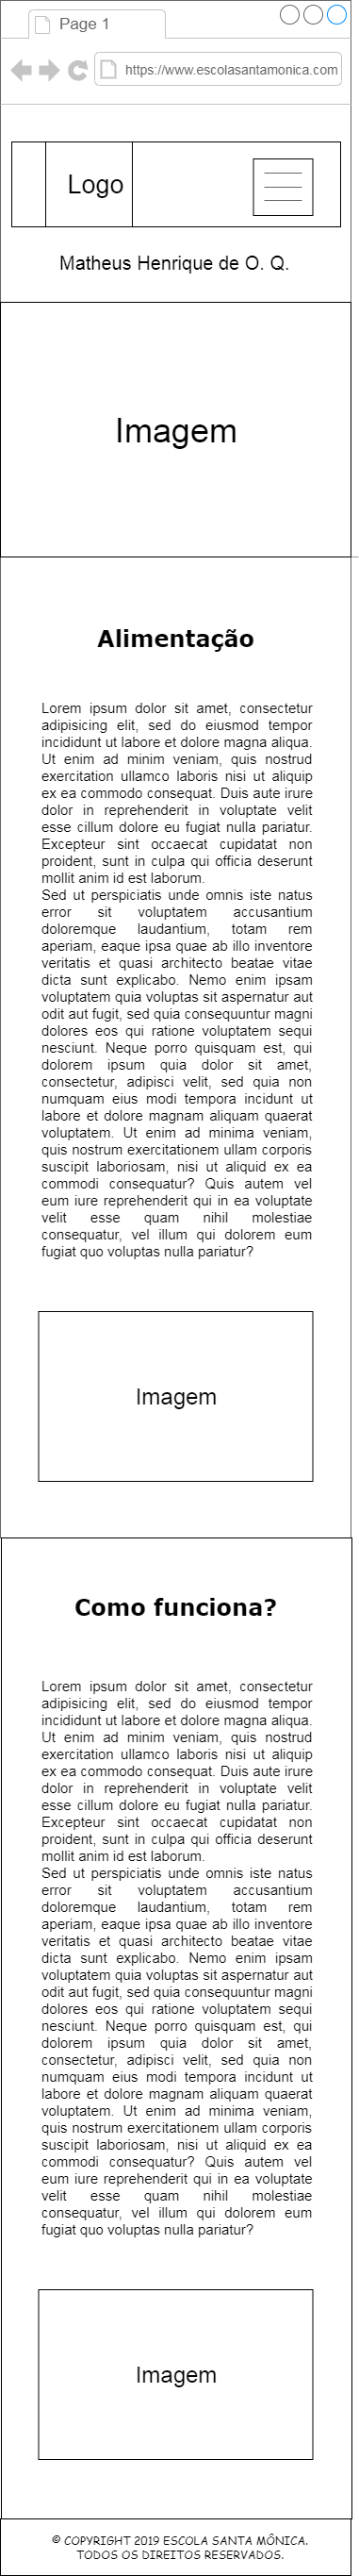 Page 1
https://www.escolasantamonica.com
Logo
Matheus Henrique de O. Q.
Imagem
Alimentação
Lorem ipsum dolor sit amet, consectetur
adipisicing elit, sed do eiusmod tempor
incididunt ut labore et dolore magna aliqua.
Ut enim ad minim veniam, quis nostrud
exercitation ullamco laboris nisi ut aliquip
ex ea commodo consequat. Duis aute irure
dolor in reprehenderit in voluptate velit
esse cillum dolore eu fugiat nulla pariatur.
Excepteur sint occaecat cupidatat non
proident, sunt in culpa qui officia deserunt
mollit anim id est laborum.
Sed ut perspiciatis unde omnis iste natus
error sit voluptatem accusantium
doloremque laudantium, totam rem
aperiam, eaque ipsa quae ab illo inventore
veritatis et quasi architecto beatae vitae
dicta sunt explicabo. Nemo enim ipsam
voluptatem quia voluptas sit aspernatur aut
odit aut fugit, sed quia consequuntur magni
dolores eos qui ratione voluptatem sequi
nesciunt. Neque porro quisquam est, qui
dolorem ipsum quia dolor sit amet,
consectetur, adipisci velit, sed quia non
numquam eius modi tempora incidunt ut
labore et dolore magnam aliquam quaerat
voluptatem. Ut enim ad minima veniam,
quis nostrum exercitationem ullam corporis
suscipit laboriosam, nisi ut aliquid ex ea
commodi consequatur? Quis autem vel
eum iure reprehenderit qui in ea voluptate
velit esse quam nihil molestiae
consequatur, vel illum qui dolorem eum
fugiat quo voluptas nulla pariatur?
Imagem
Como funciona?
Lorem ipsum dolor sit amet, consectetur
adipisicing elit, sed do eiusmod tempor
incididunt ut labore et dolore magna aliqua.
Ut enim ad minim veniam, quis nostrud
exercitation ullamco laboris nisi ut aliquip
ex ea commodo consequat. Duis aute irure
dolor in reprehenderit in voluptate velit
esse cillum dolore eu fugiat nulla pariatur.
Excepteur sint occaecat cupidatat non
proident, sunt in culpa qui officia deserunt
mollit anim id est laborum.
Sed ut perspiciatis unde omnis iste natus
error sit voluptatem accusantium
doloremque laudantium, totam rem
aperiam, eaque ipsa quae ab illo inventore
veritatis et quasi architecto beatae vitae
dicta sunt explicabo. Nemo enim ipsam
voluptatem quia voluptas sit aspernatur aut
odit aut fugit, sed quia consequuntur magni
dolores eos qui ratione voluptatem sequi
nesciunt. Neque porro quisquam est, qui
dolorem ipsum quia dolor sit amet,
consectetur, adipisci velit, sed quia non
numquam eius modi tempora incidunt ut
labore et dolore magnam aliquam quaerat
voluptatem. Ut enim ad minima veniam,
quis nostrum exercitationem ullam corporis
suscipit laboriosam, nisi ut aliquid ex ea
commodi consequatur? Quis autem vel
eum iure reprehenderit qui in ea voluptate
velit esse quam nihil molestiae
consequatur, vel illum qui dolorem eum
fugiat quo voluptas nulla pariatur?
Imagem
© COPYRIGHT 2019 ESCOLA SANTA MÔNICA.
TODOS OS DIREITOS RESERVADOS.